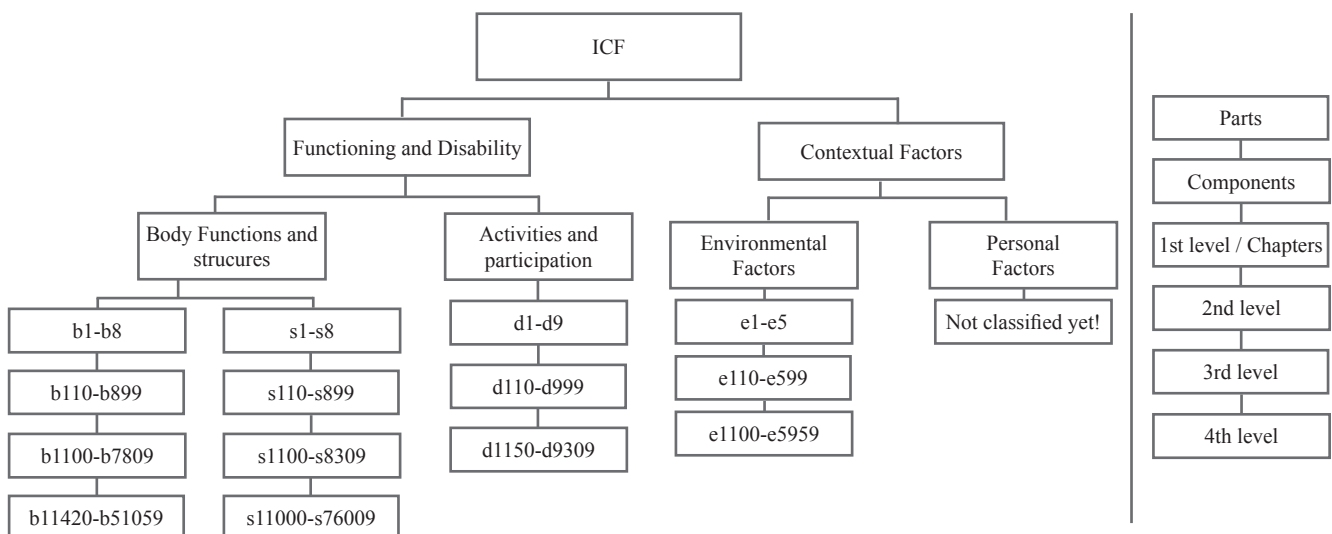 ICF
Functioning and Disability
Contextual Factors
Body Functions and
strucures
Activities and
participation
Environmental
Factors
Personal
Factors
b1-b8
s1-s8
d1-d9
e1-e5
Not classified yet!
b110-b899
s110-s899
d110-d999
e110-e599
b1100-b7809
s1100-s8309
d1150-d9309
e1100-e5959
b11420-b51059
s11000-s76009
Parts
Components
1st level / Chapters
2nd level
3rd level
4th level